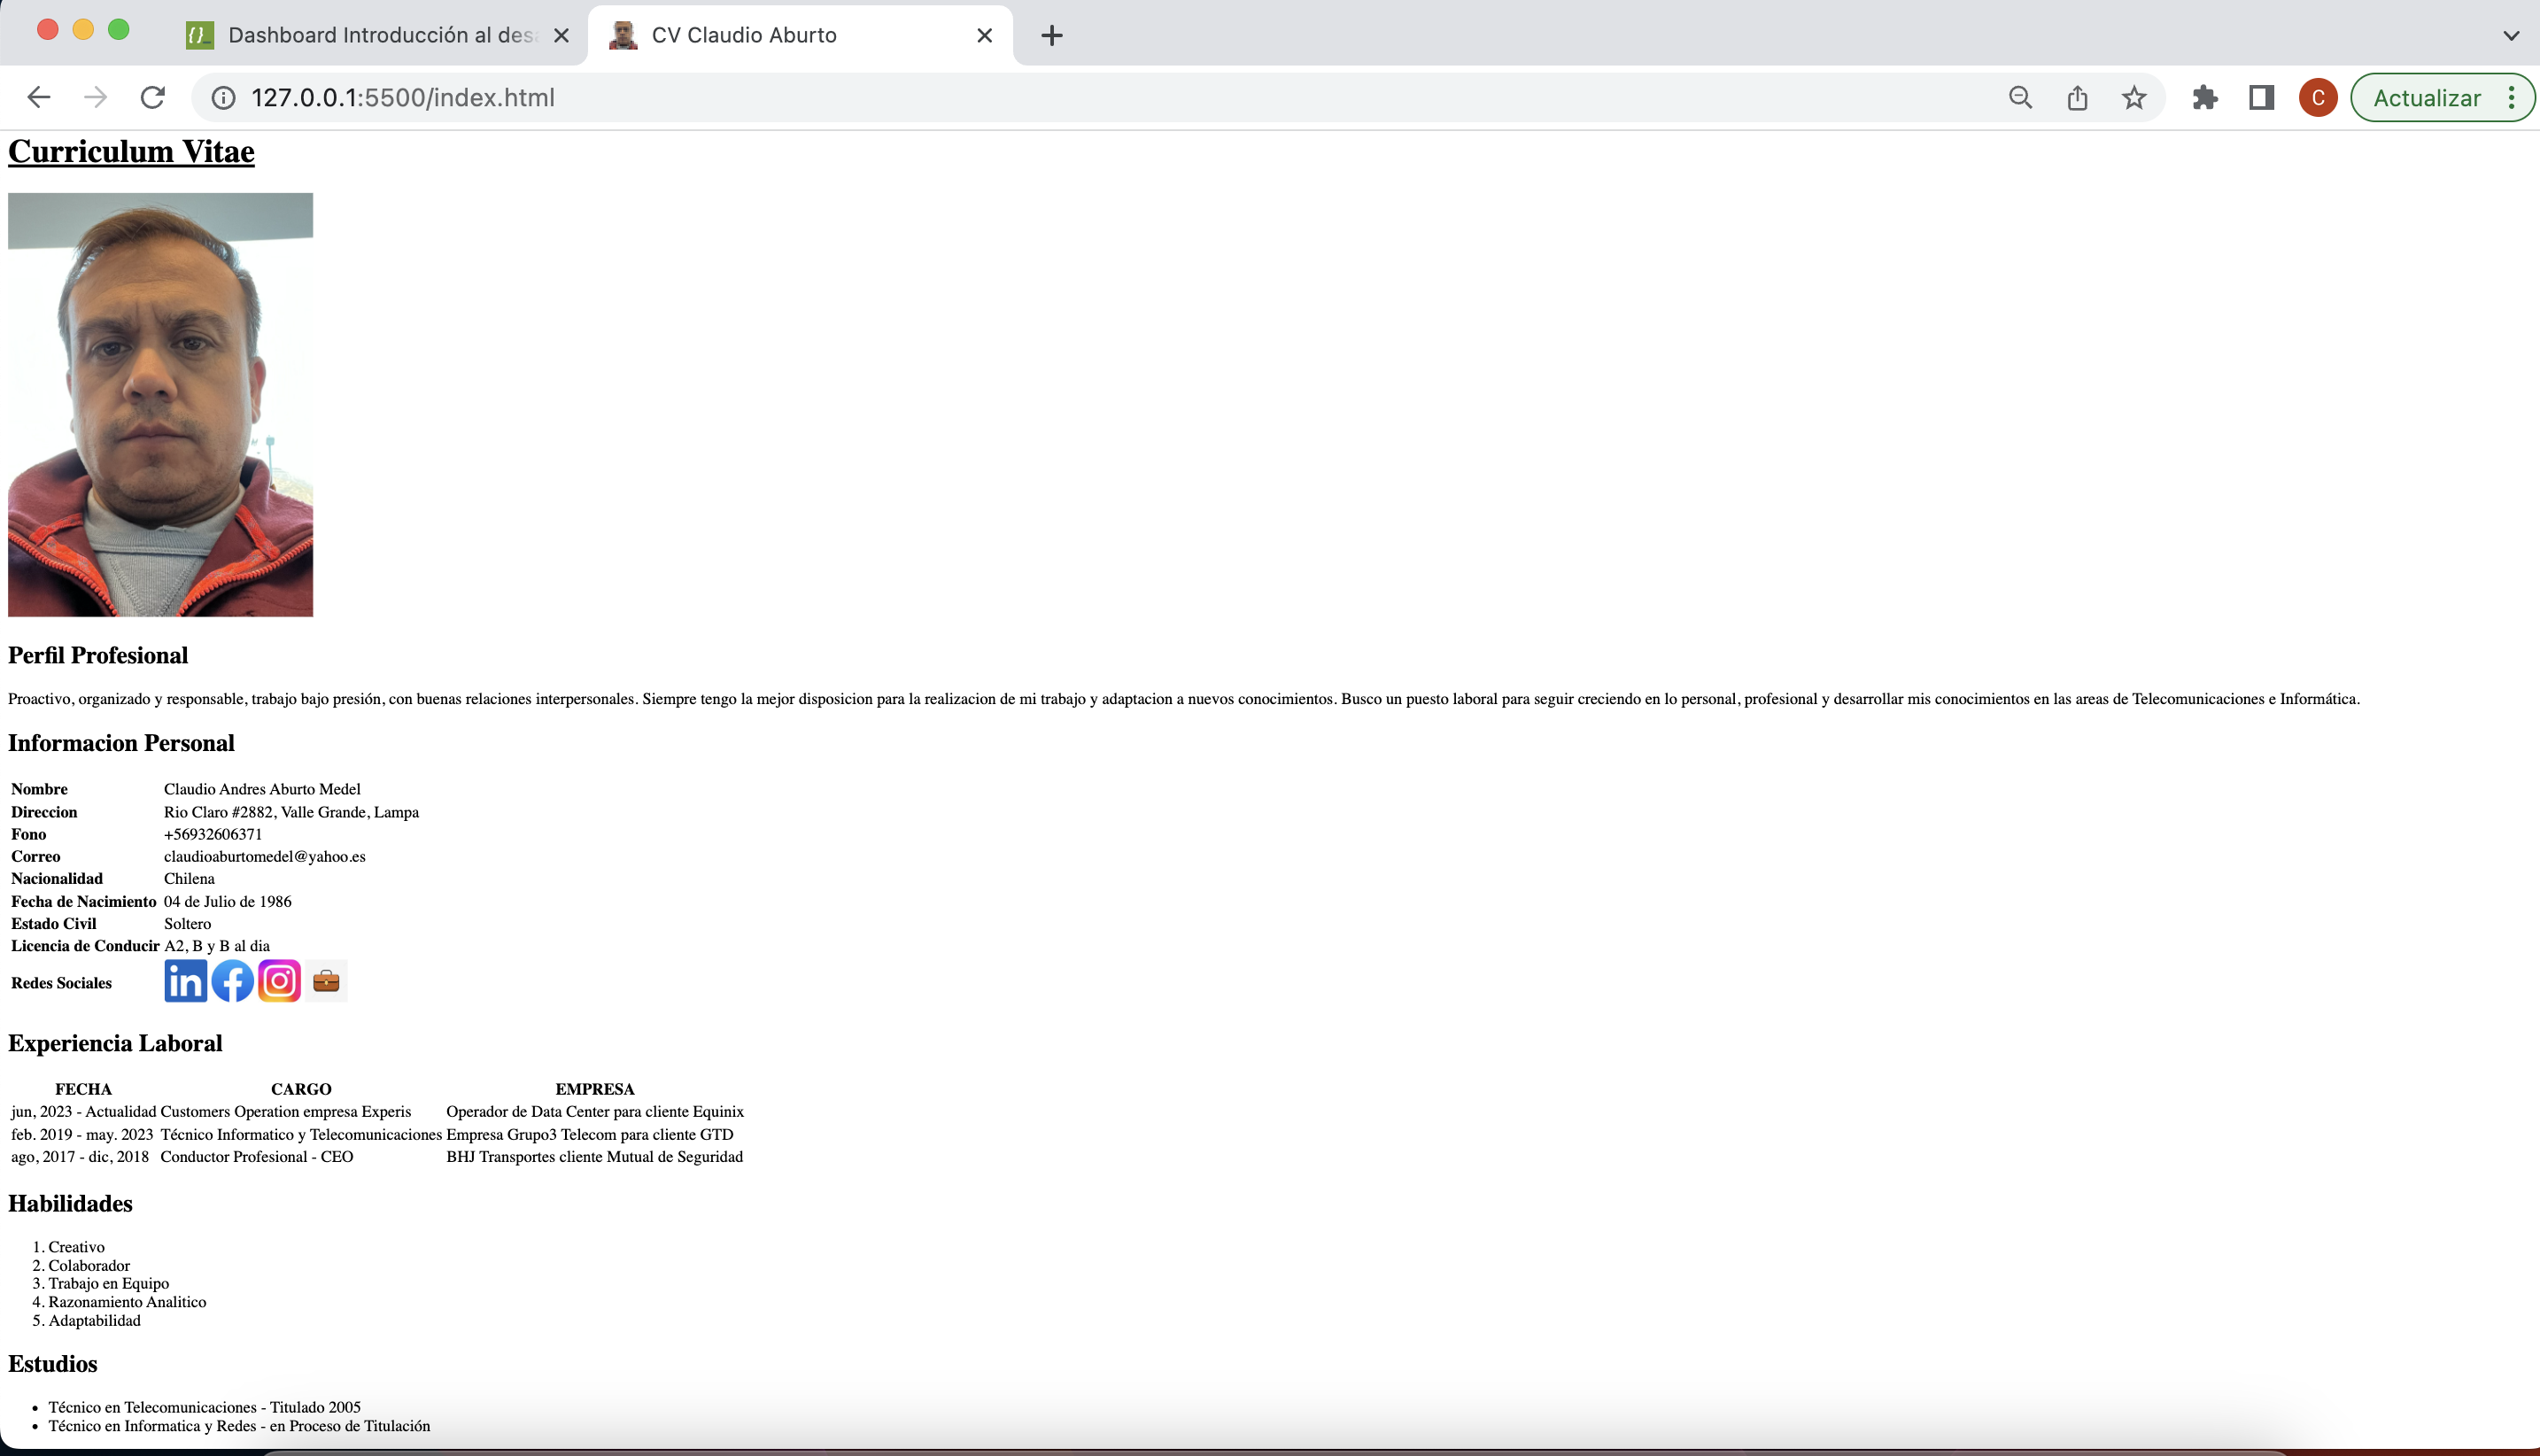 Dashboard Introducción al desa
CV Claudio Aburto
127.0.0.1:5500/index.html
C
Actualizar
Curriculum Vitae
Perfil Profesional
Proactivo, organizado y responsable, trabajo bajo presión, con buenas relaciones interpersonales. Siempre tengo la mejor disposicion para la realizacion de mi trabajo y adaptacion a nuevos conocimientos. Busco un puesto laboral para seguir creciendo en lo personal, profesional y desarrollar mis conocimientos en las areas de Telecomunicaciones e Informática.
Informacion Personal
Nombre Claudio Andres Aburto Medel
Direccion Rio Claro #2882, Valle Grande, Lampa
Fono +56932606371
Correo claudioaburtomedel@yahoo.es
Nacionalidad Chilena
Fecha de Nacimiento 04 de Julio de 1986
Estado Civil Soltero
Licencia de Conducir A2, B y B al dia
Redes Sociales in f
Experiencia Laboral
FECHA CARGO EMPRESA
jun, 2023 - Actualidad Customers Operation empresa Experis Operador de Data Center para cliente Equinix
feb. 2019 - may. 2023 Técnico Informatico y Telecomunicaciones Empresa Grupo3 Telecom para cliente GTD
ago, 2017 - dic, 2018 Conductor Profesional - CEO BHJ Transportes cliente Mutual de Seguridad
Habilidades
1. Creativo
2. Colaborador
3. Trabajo en Equipo
4. Razonamiento Analitico
5. Adaptabilidad
Estudios
• Técnico en Telecomunicaciones - Titulado 2005
• Técnico en Informatica y Redes - en Proceso de Titulación